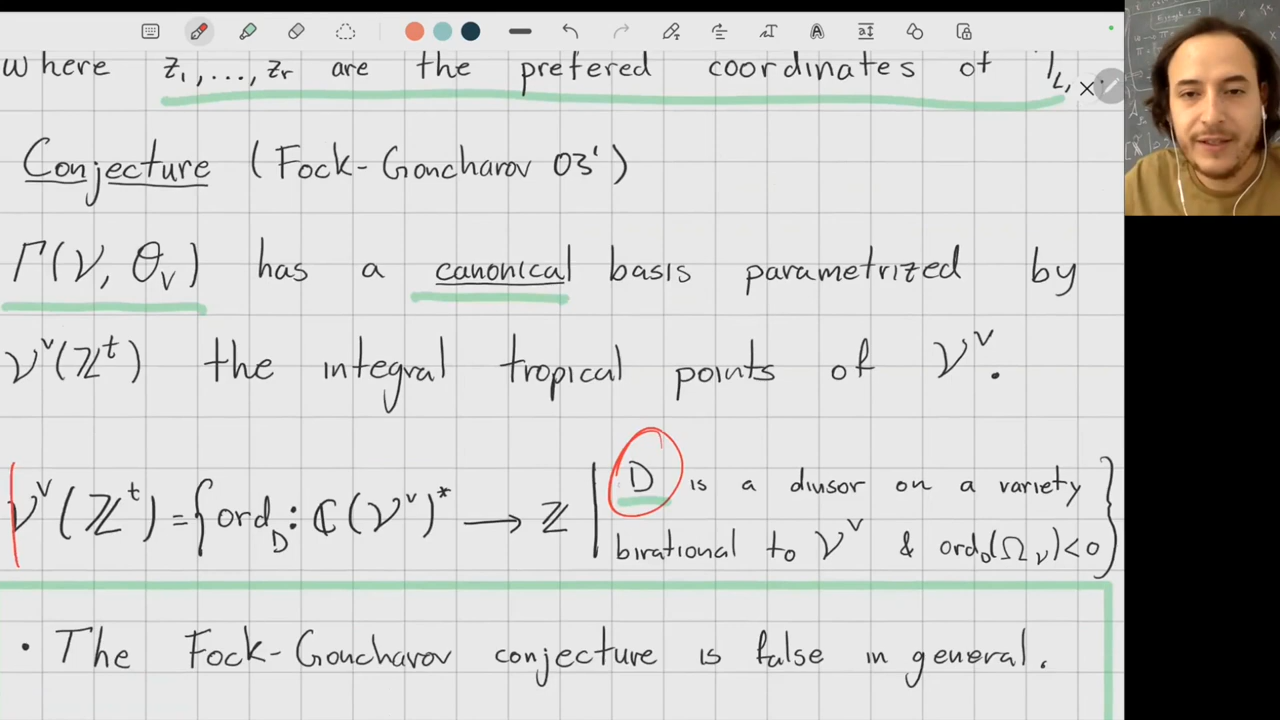 where z₁,...,zr are the prefered coordinates of T_L,x.
Conjecture (Fock-Goncharov 03')
Γ(V, Θ_V) has a canonical basis parametrized by
V^v(ℤ^t) the integral tropical points of V^v.
V^v(ℤ^t) = { ord_D : ℂ(V^v)^* ⟶ ℤ | D is a divisor on a variety
birational to V^v & ord_D(Ω_V)<0 }
• The Fock-Goncharov conjecture is false in general.